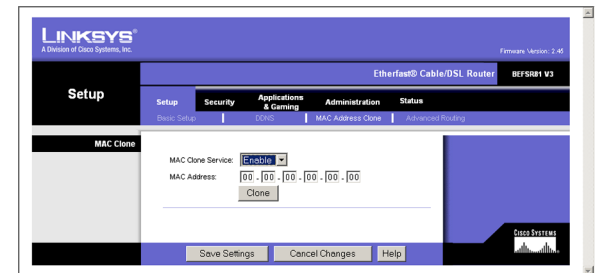 LINKSYS®
A Division of Cisco Systems, Inc.
Firmware Version: 2.45
Etherfast® Cable/DSL Router
BEFSR81 V3
Setup
Setup Security Applications & Gaming Administration Status
Basic Setup DDNS MAC Address Clone Advanced Routing
MAC Clone
MAC Clone Service: Enable
MAC Address: 00 - 00 - 00 - 00 - 00 - 00
Clone
CISCO SYSTEMS
Save Settings Cancel Changes Help